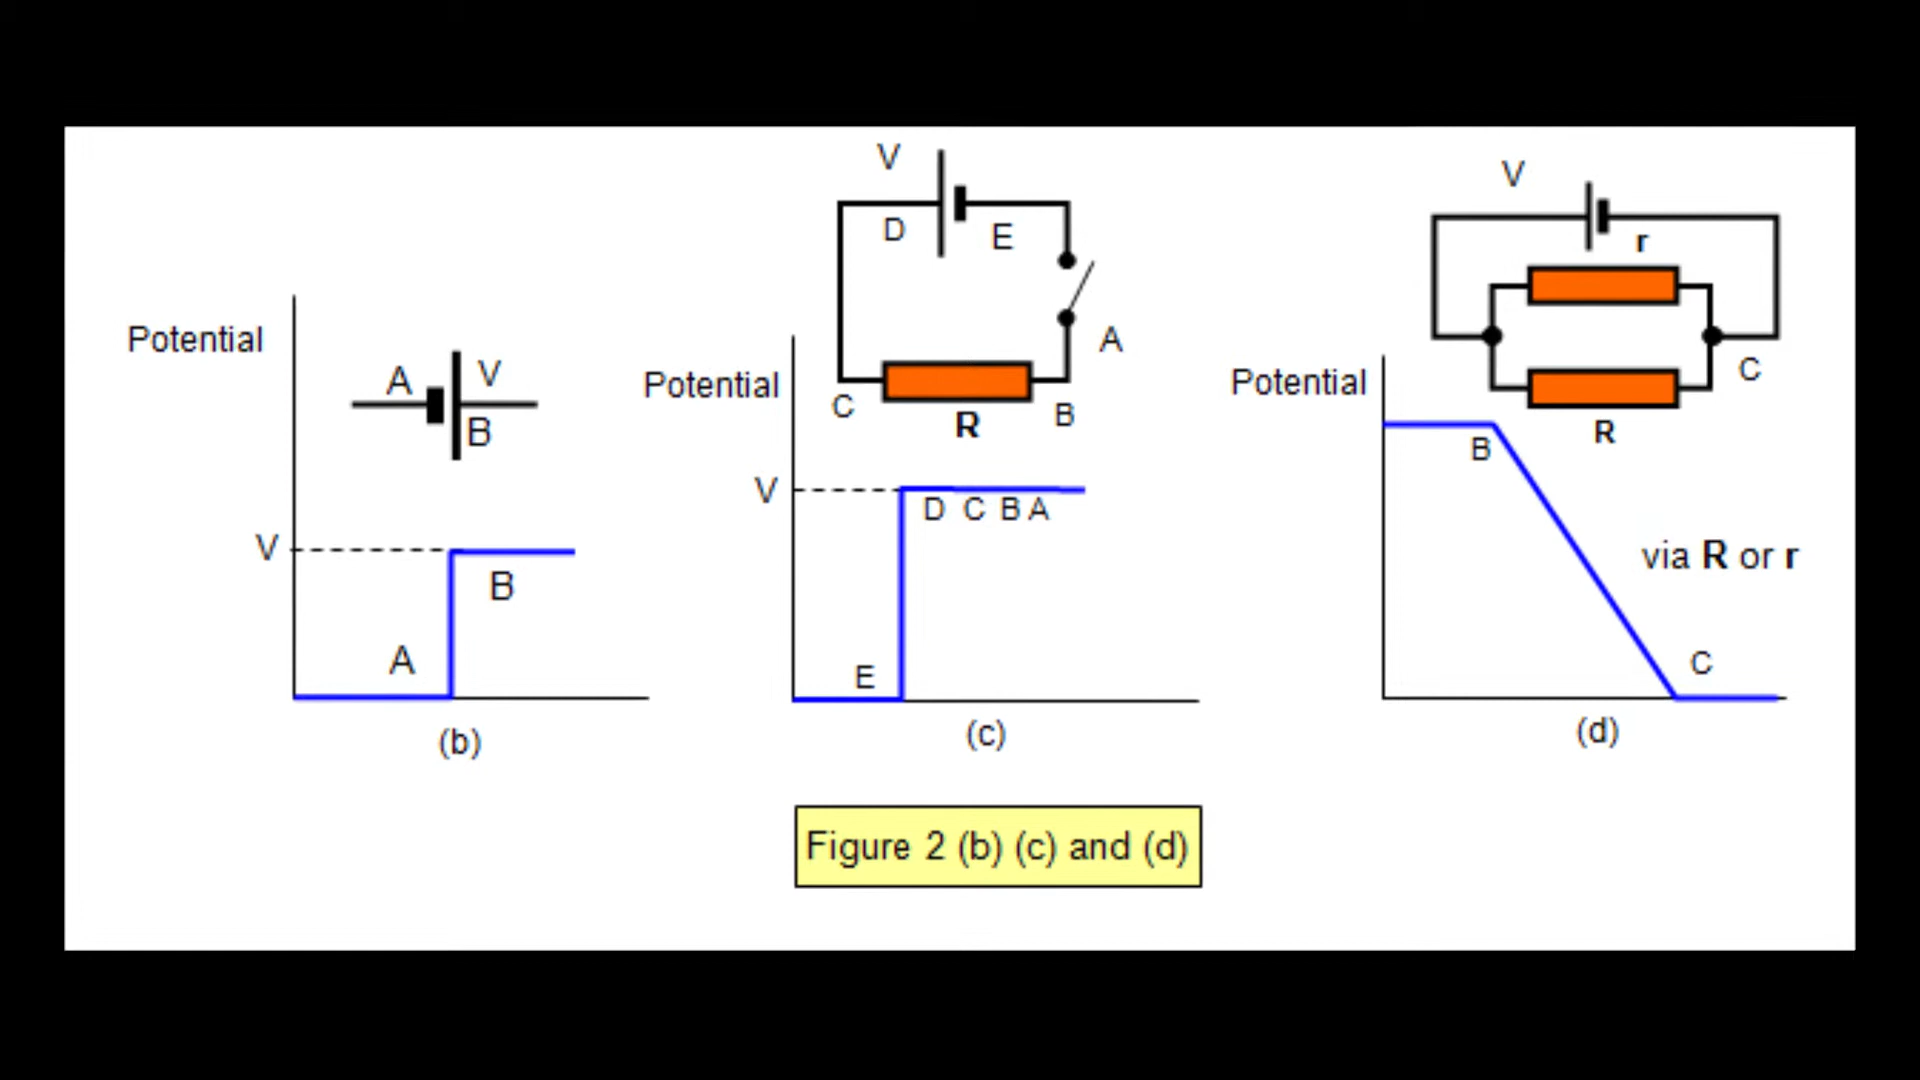 Potential
A
V
B
V
B
A
(b)
V
D
E
A
Potential
C
R
B
V
D C B A
E
(c)
V
r
C
Potential
R
B
via R or r
C
(d)
Figure 2 (b) (c) and (d)